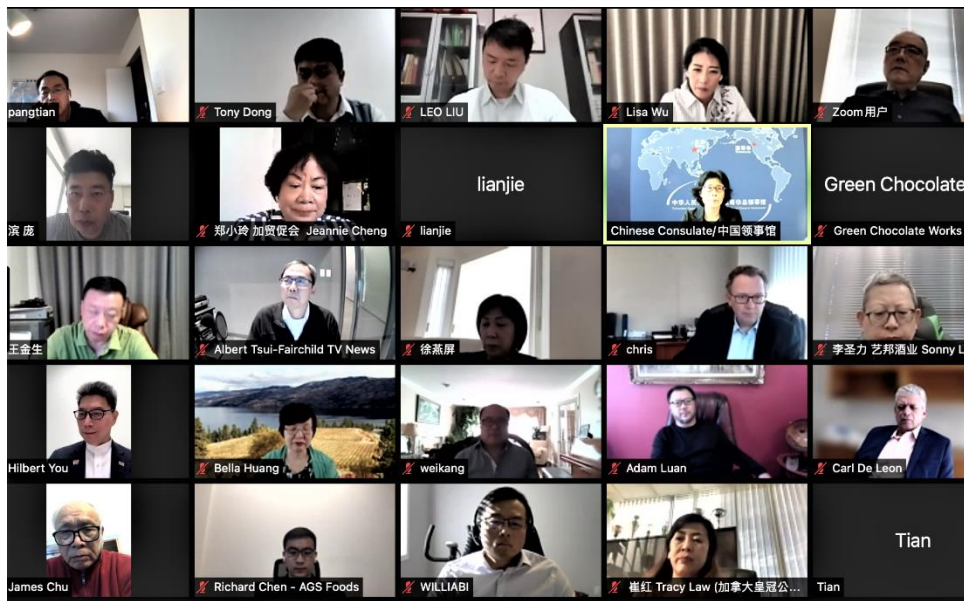 pangtian
Tony Dong
LEO LIU
Lisa Wu
Zoom用户
滨 庞
郑小玲 加贸促会 Jeannie Cheng
lianjie
lianjie
Chinese Consulate/中国领事馆
Green Chocolate
Green Chocolate Works
王金生
Albert Tsui-Fairchild TV News
徐燕屏
chris
李圣力 艺邦酒业 Sonny L
Hilbert You
Bella Huang
weikang
Adam Luan
Carl De Leon
James Chu
Richard Chen - AGS Foods
WILLIABI
崔红 Tracy Law (加拿大皇冠公...
Tian
Tian